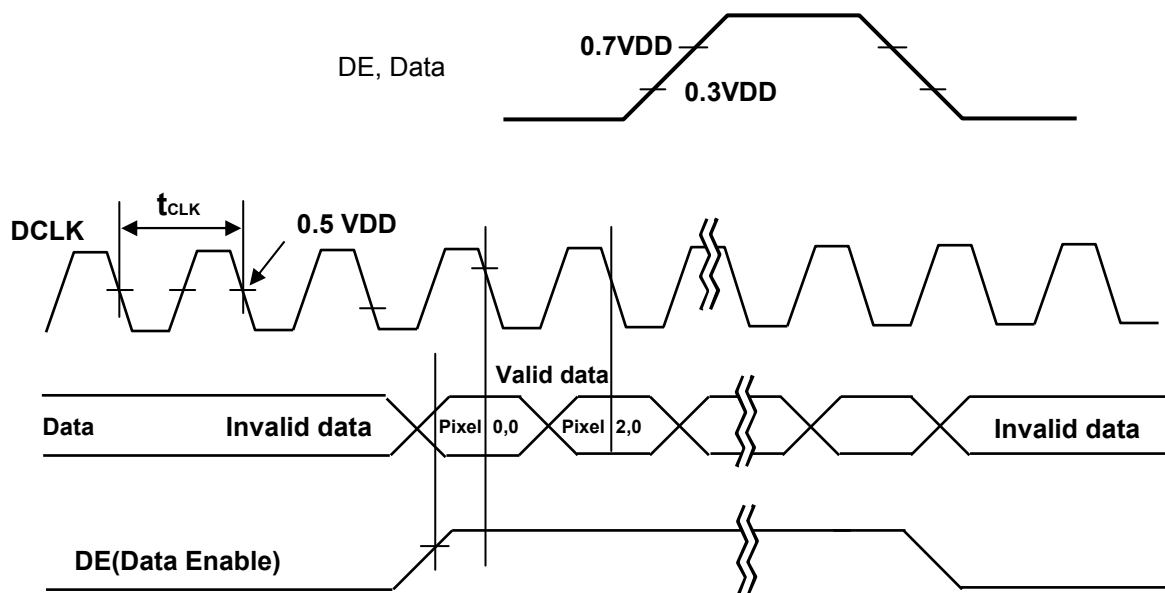 0.7VDD
DE, Data
0.3VDD
tCLK
0.5 VDD
DCLK
Valid data
Data
Invalid data
Pixel 0,0
Pixel 2,0
Invalid data
DE(Data Enable)